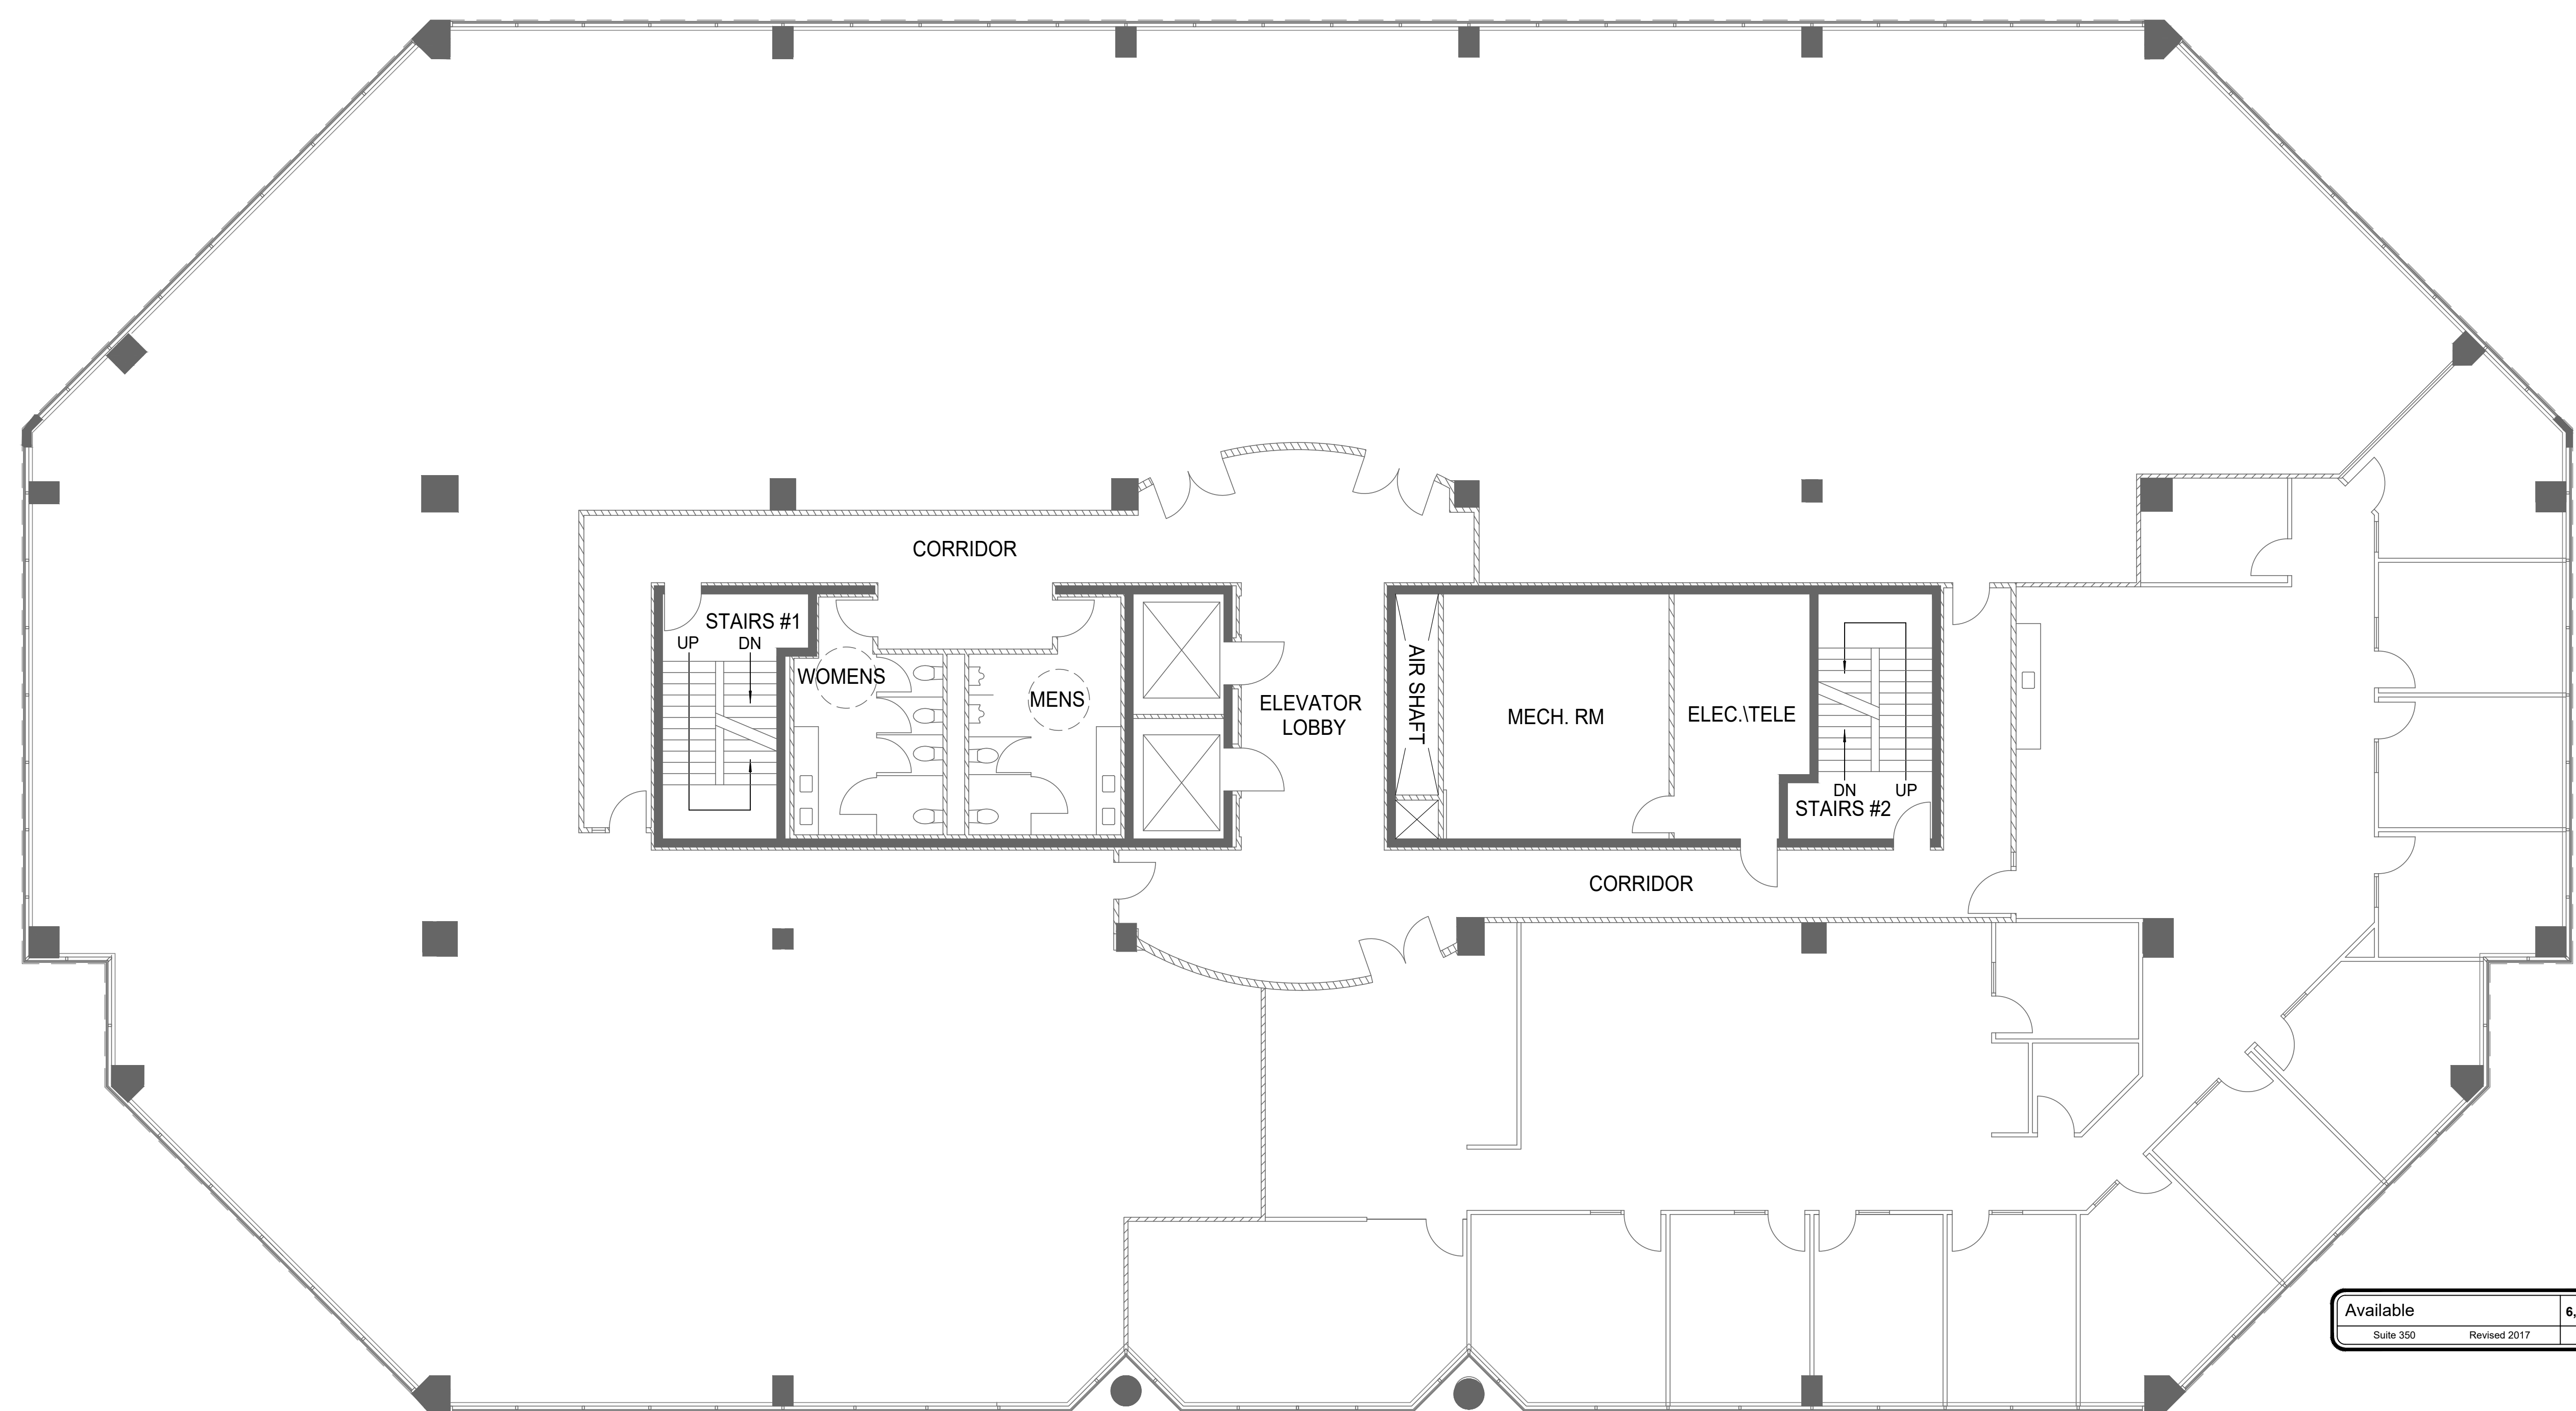 CORRIDOR
STAIRS #1
UP
DN
WOMENS
MENS
ELEVATOR
LOBBY
AIR SHAFT
MECH. RM
ELEC.\TELE
DN
UP
STAIRS #2
CORRIDOR
Available
6,
Suite 350
Revised 2017